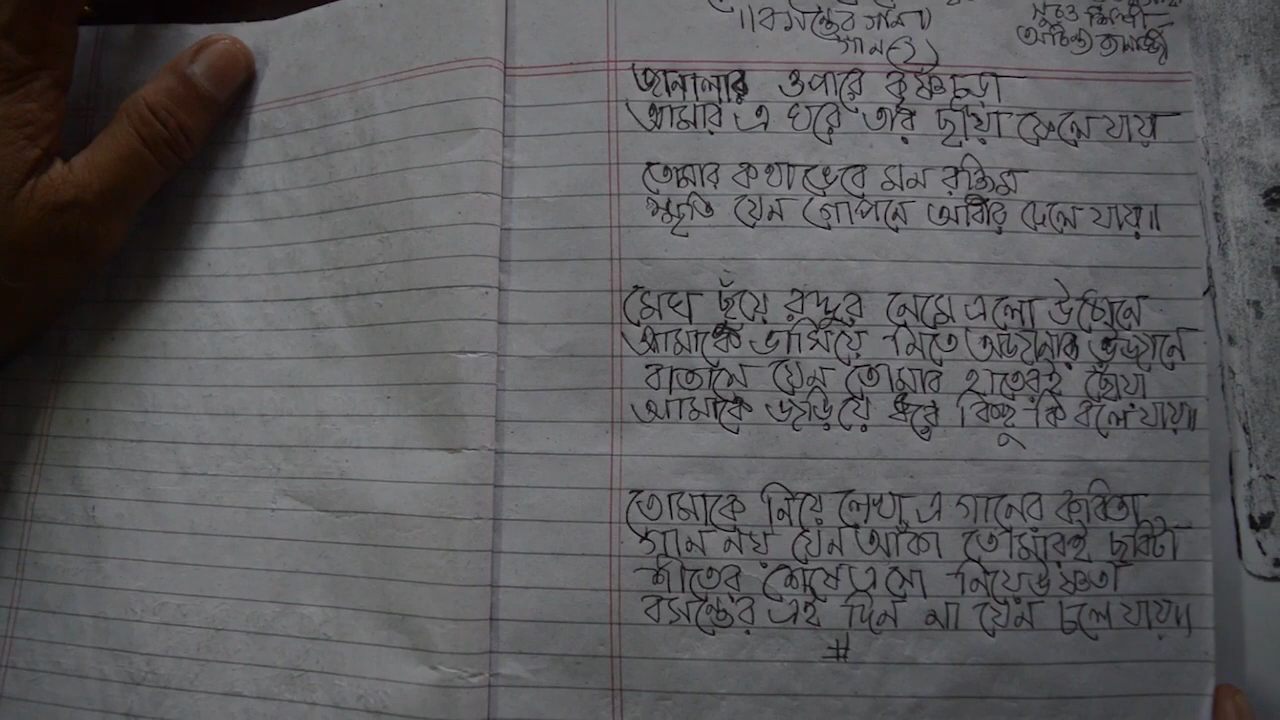 ।।বসন্তের গান।।
গান(২)
জানালার ওপারে কৃষ্ণচূড়া
আমার এ ঘরে তার ছায়া ফেলে যায়
তোমার কথা ভেবে মন রক্তিম
স্মৃতি যেন গোপনে আবীর ঢেলে যায়॥
মেঘ ছুঁয়ে রদ্দুর নেমে এলো উঠোনে
আমাকে ভাসিয়ে নিতে অজানার উজানে
বাতাসে যেন তোমার হাতেরই ছোঁয়া
আমাকে জড়িয়ে ধরে কিছু কি বলে যায়॥
তোমাকে নিয়ে লেখা এ গানের কবিতা
গান নয় যেন আঁকা তোমারই ছবিটা
শীতের শেষে এসো নিয়ে উষ্ণতা
বসন্তের এই দিন না যেন চলে যায়॥
#